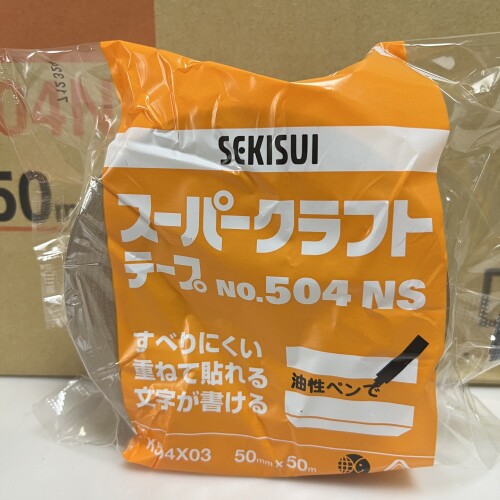 SEKISUI
スーパークラフト
テープ® No.504 NS
すべりにくい
重ねて貼れる
文字が書ける
油性ペンで
K54X03
50mm×50m
04N
50m